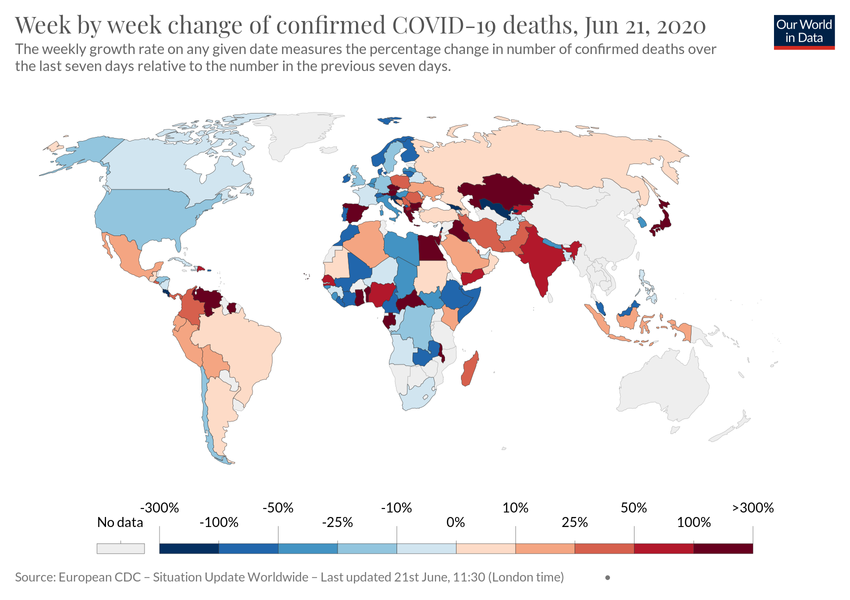 Week by week change of confirmed COVID-19 deaths, Jun 21, 2020
Our World
in Data
The weekly growth rate on any given date measures the percentage change in number of confirmed deaths over
the last seven days relative to the number in the previous seven days.
-300% -50% -10% 10% 50% >300%
No data -100% -25% 0% 25% 100%
Source: European CDC – Situation Update Worldwide – Last updated 21st June, 11:30 (London time) •